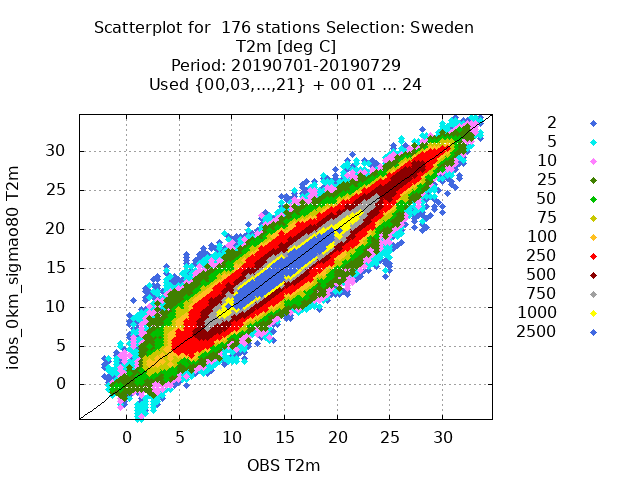 Scatterplot for  176 stations Selection: Sweden
T2m [deg C]
Period: 20190701-20190729
Used {00,03,...,21} + 00 01 ... 24
iobs_0km_sigmao80 T2m
30
25
20
15
10
5
0
0 5 10 15 20 25 30
OBS T2m
2
5
10
25
50
75
100
250
500
750
1000
2500